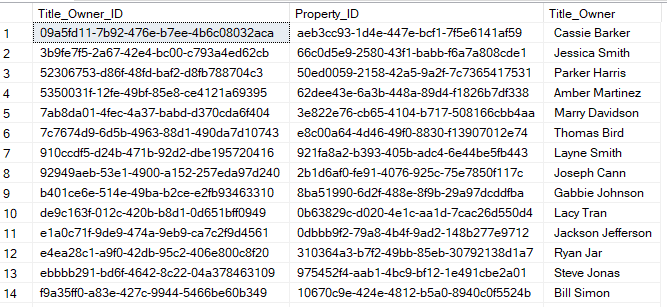 Title_Owner_ID Property_ID Title_Owner
1 09a5fd11-7b92-476e-b7ee-4b6c08032aca aeb3cc93-1d4e-447e-bcf1-7f5e6141af59 Cassie Barker
2 3b9fe7f5-2a67-42e4-bc00-c793a4ed62cb 66c0d5e9-2580-43f1-babb-f6a7a808cde1 Jessica Smith
3 52306753-d86f-48fd-baf2-d8fb788704c3 50ed0059-2158-42a5-9a2f-7c7365417531 Parker Harris
4 5350031f-12fe-49bf-85e8-ce4121a69395 62dee43e-6a3b-448a-89d4-f1826b7df338 Amber Martinez
5 7ab8da01-4fec-4a37-babd-d370cda6f404 3e822e76-cb65-4104-b717-508166cbb4aa Marry Davidson
6 7c7674d9-6d5b-4963-88d1-490da7d10743 e8c00a64-4d46-49f0-8830-f13907012e74 Thomas Bird
7 910ccdf5-d24b-471b-92d2-dbe195720416 921fa8a2-b393-405b-adc4-6e44be5fb443 Layne Smith
8 92949aeb-53e1-4900-a152-257eda97d240 2b1d6af0-fe91-4076-925c-75e7850f117c Joseph Cann
9 b401ce6e-514e-49ba-b2ce-e2fb93463310 8ba51990-6d2f-488e-8f9b-29a97dcddfba Gabbie Johnson
10 de9c163f-012c-420b-b8d1-0d651bff0949 0b63829c-d020-4e1c-aa1d-7cac26d550d4 Lacy Tran
11 e1a0c71f-9de9-474a-9eb9-ca7c2f9d4561 0dbbb9f2-79a8-4b4f-9ad2-148b277e9712 Jackson Jefferson
12 e4ea28c1-a9f0-42db-95c2-406e800c8f20 310364a3-b7f2-49bb-85eb-30792138d1a7 Ryan Jar
13 ebbbb291-bd6f-4642-8c22-04a378463109 975452f4-aab1-4bc9-bf12-1e491cbe2a01 Steve Jonas
14 f9a35ff0-a83e-427c-9944-5466be60b349 10670c9e-424e-4812-b5a0-8940c0f5524b Bill Simon